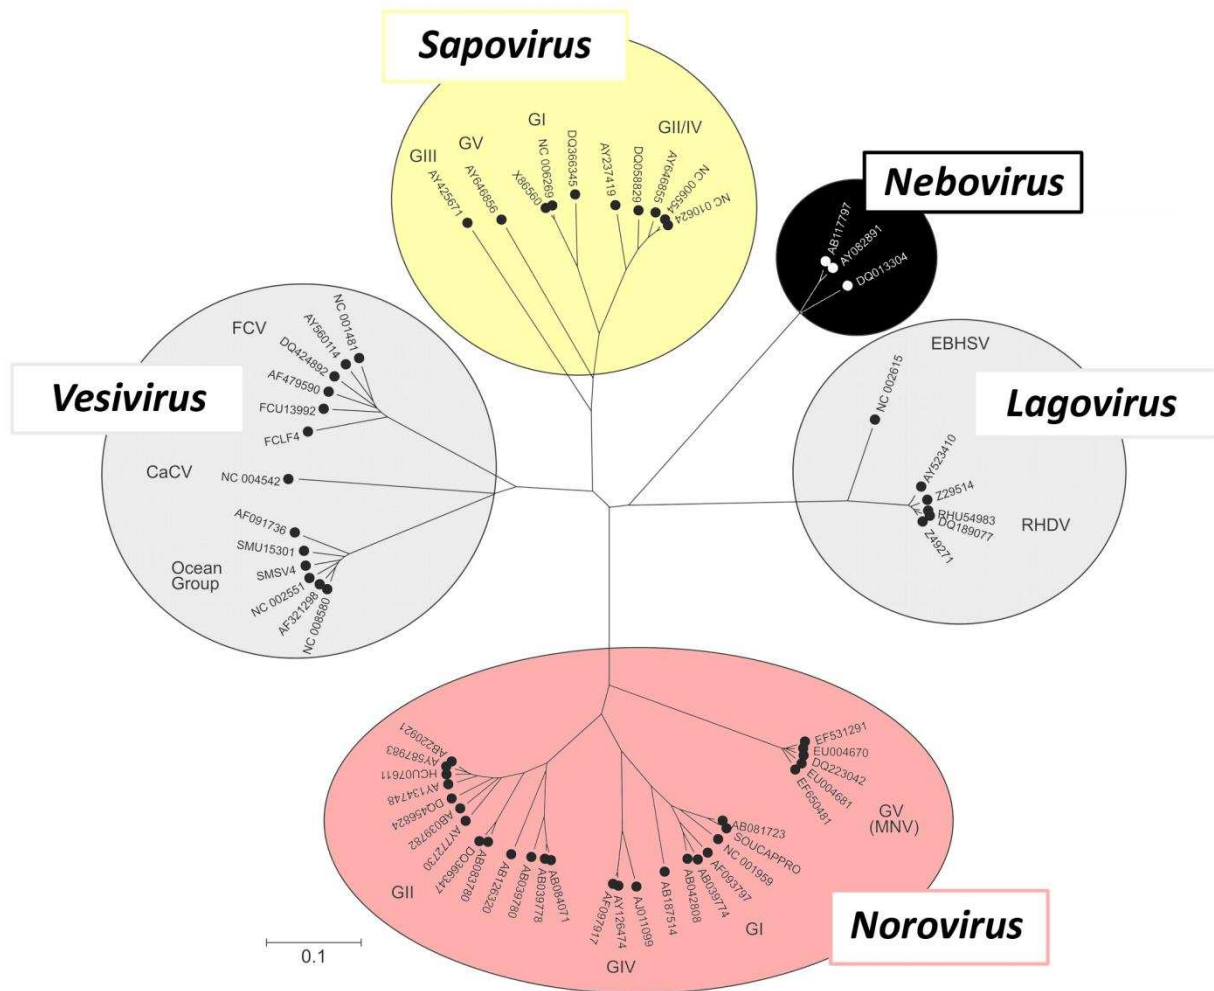 Sapovirus
GIII
AY425671
GV
AY646856
GI
X86560
NC 006269
DQ366345
AY237419
GII/IV
DQ058829
AY646855
NC 006554
NC 010624
Nebovirus
AB117797
AY082891
DQ013304
Vesivirus
FCV
NC 001481
AY560114
DQ424892
AF479590
FCU13992
FCLF4
CaCV
NC 004542
Ocean
Group
AF091736
SMU15301
SMSV4
NC 002551
AF321298
NC 008580
Lagovirus
EBHSV
NC 002615
AY523410
Z29514
RHU54983
DQ189077
Z49271
RHDV
Norovirus
GII
AB220921
AY587983
HCU07611
AY134748
DQ456824
AB039782
AY772730
DQ366347
AB083780
AB126320
AB039780
AB039778
AB084071
GIV
AF097917
AY126474
AJ011099
AB187514
AB042808
AB039774
AF093797
NC 001959
SOUCAPPRO
AB081723
GI
EF531291
EU004670
DQ223042
EU004681
EF650481
GV
(MNV)
0.1